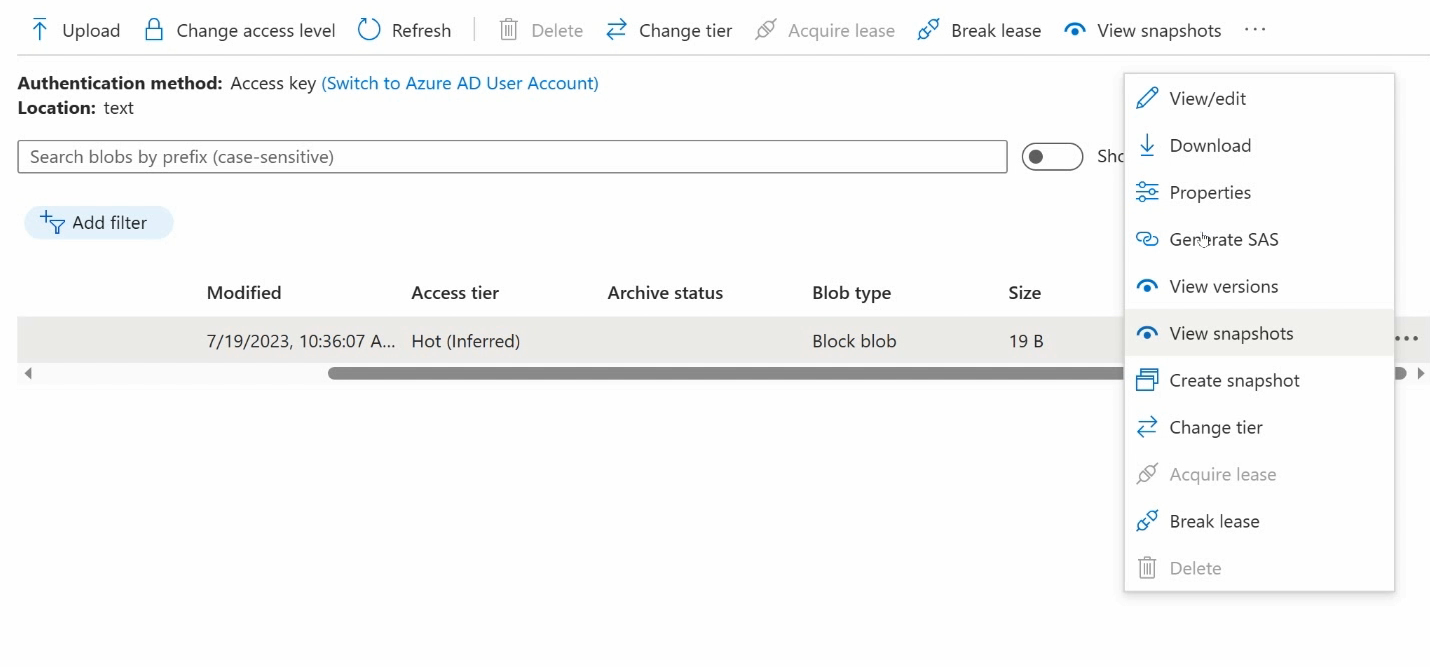 Upload Change access level Refresh Delete Change tier Acquire lease Break lease View snapshots ...
Authentication method: Access key (Switch to Azure AD User Account)
Location: text
Search blobs by prefix (case-sensitive)
Add filter
Modified Access tier Archive status Blob type Size
7/19/2023, 10:36:07 A... Hot (Inferred) Block blob 19 B ...
View/edit
Download
Properties
Generate SAS
View versions
View snapshots
Create snapshot
Change tier
Acquire lease
Break lease
Delete